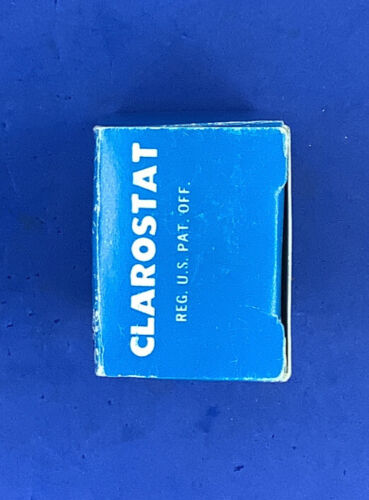 CLAROSTAT
REG. U.S. PAT. OFF.